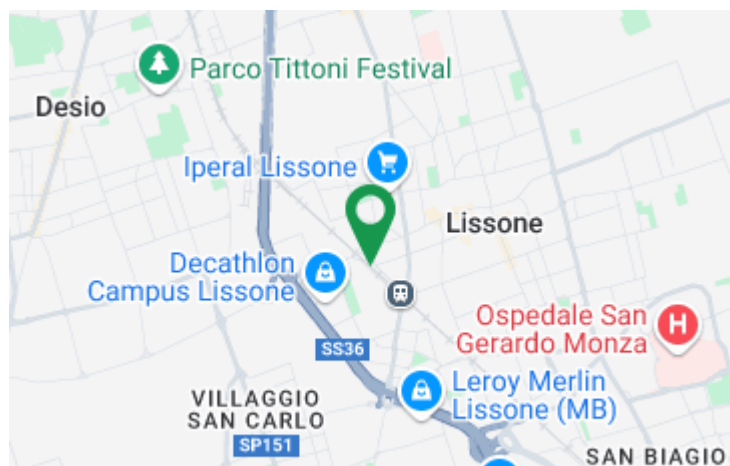 Parco Tittoni Festival
Desio
Iperal Lissone
Lissone
Decathlon
Campus Lissone
Ospedale San
Gerardo Monza
H
SS36
Leroy Merlin
Lissone (MB)
VILLAGGIO
SAN CARLO
SP151
SAN BIAGIO